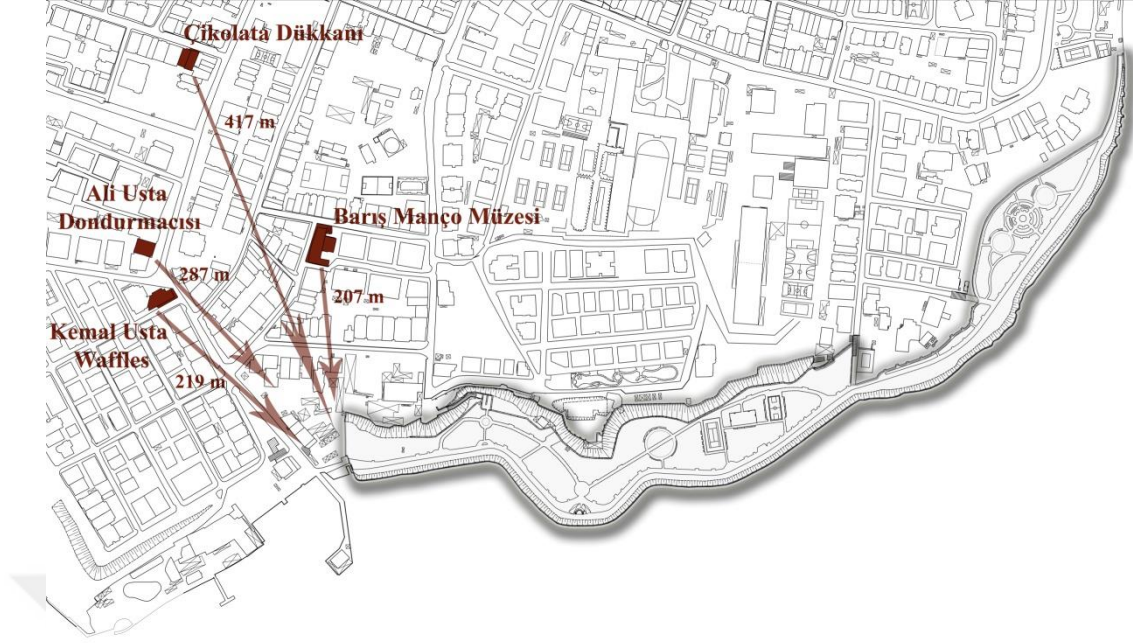 Çikolata Dükkanı
417 m
Ali Usta
Dondurmacısı
Barış Manço Müzesi
287 m
207 m
Kemal Usta
Waffles
219 m